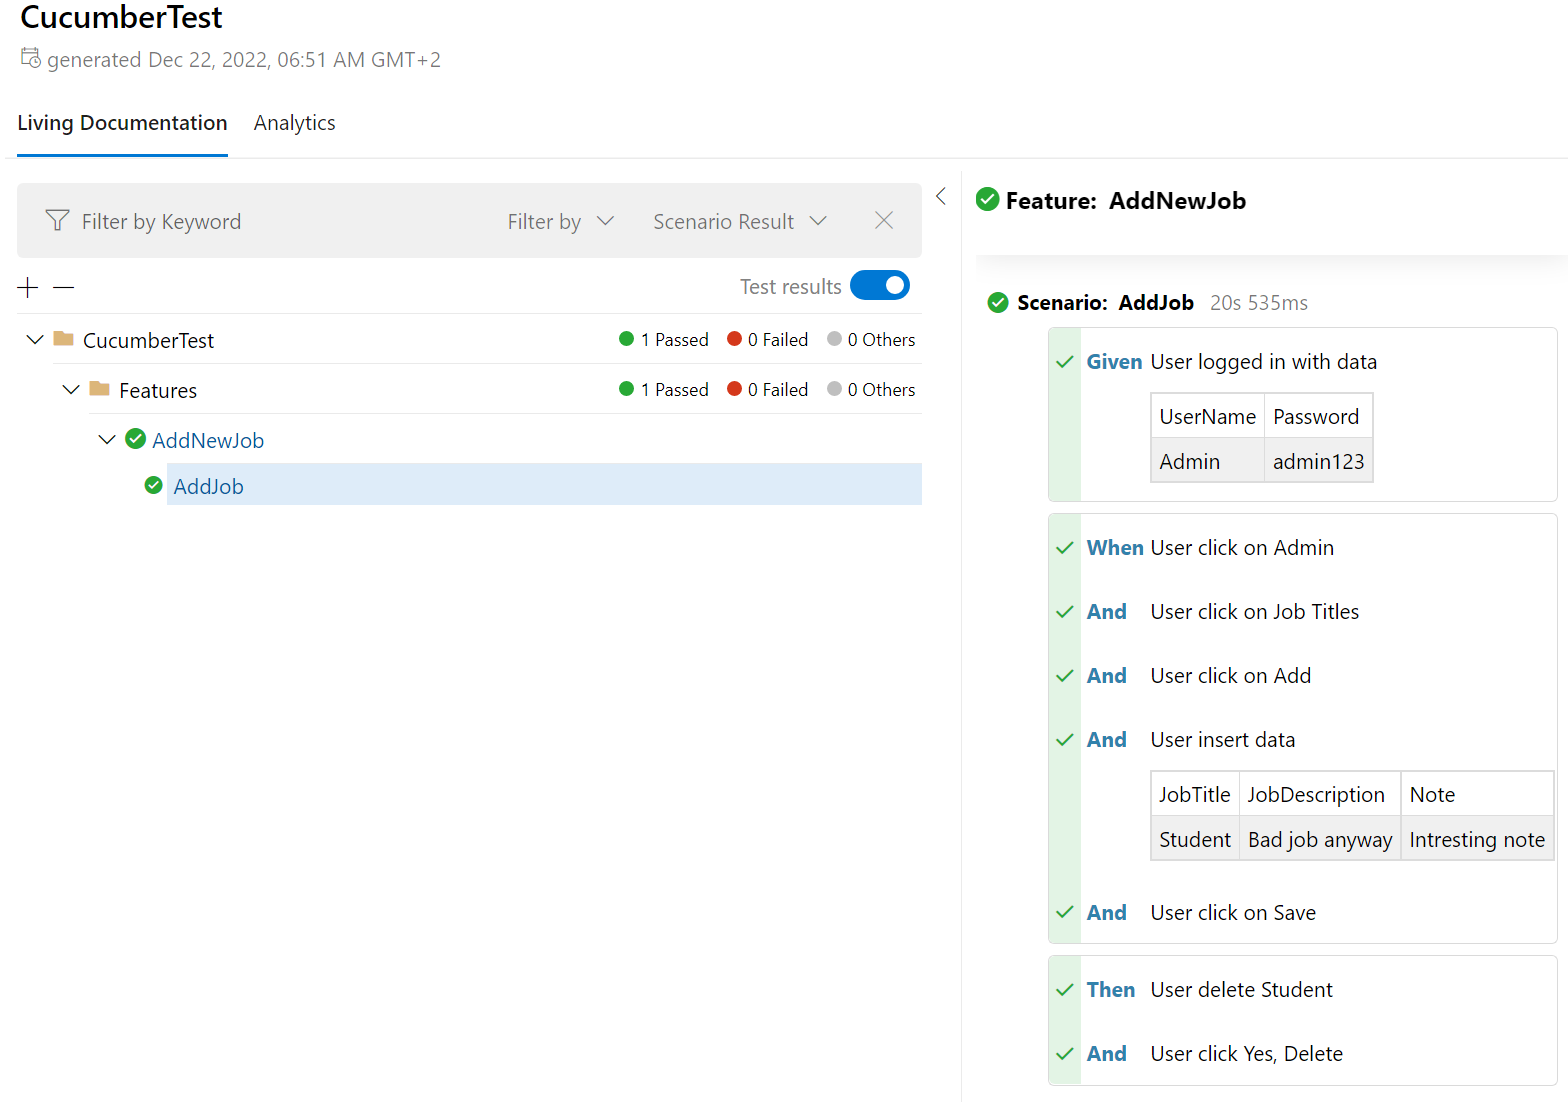 CucumberTest
generated Dec 22, 2022, 06:51 AM GMT+2
Living Documentation Analytics
Filter by Keyword Filter by Scenario Result
Test results
CucumberTest 1 Passed 0 Failed 0 Others
Features 1 Passed 0 Failed 0 Others
AddNewJob
AddJob
Feature: AddNewJob
Scenario: AddJob 20s 535ms
Given User logged in with data
UserName Password
Admin admin123
When User click on Admin
And User click on Job Titles
And User click on Add
And User insert data
JobTitle JobDescription Note
Student Bad job anyway Intresting note
And User click on Save
Then User delete Student
And User click Yes, Delete